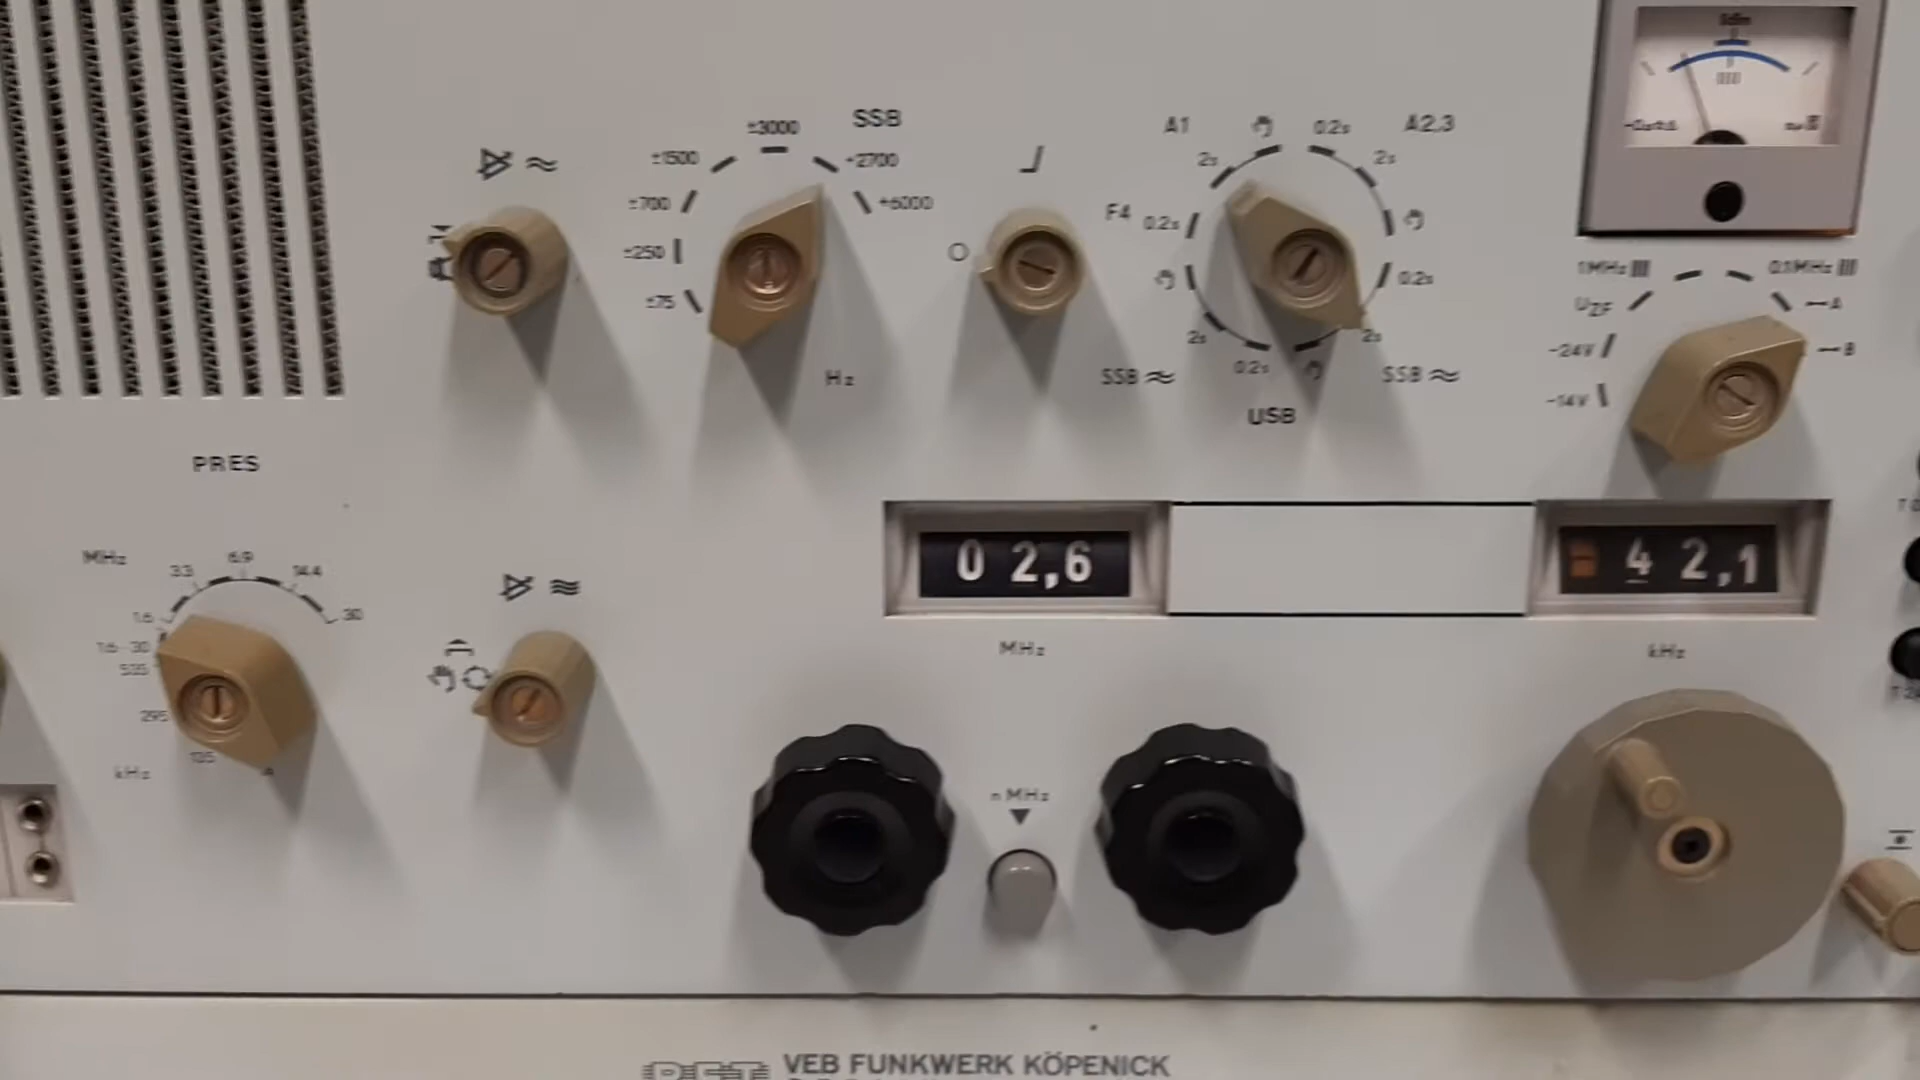 SSB
±3000
±1500
+2700
±700
+6000
±250
±75
Hz
A1
0.2s
A2,3
2s
2s
F4
0.2s
0.2s
2s
2s
0.2s
SSB
SSB
USB
1MHz
0.1MHz
UZF
A
-24V
B
-14V
PRES
MHz
3.3
6.9
14.4
1.6
30
1.6-30
535
295
135
kHz
A
02,6
42,1
MHz
kHz
n MHz
RFT
VEB FUNKWERK KÖPENICK